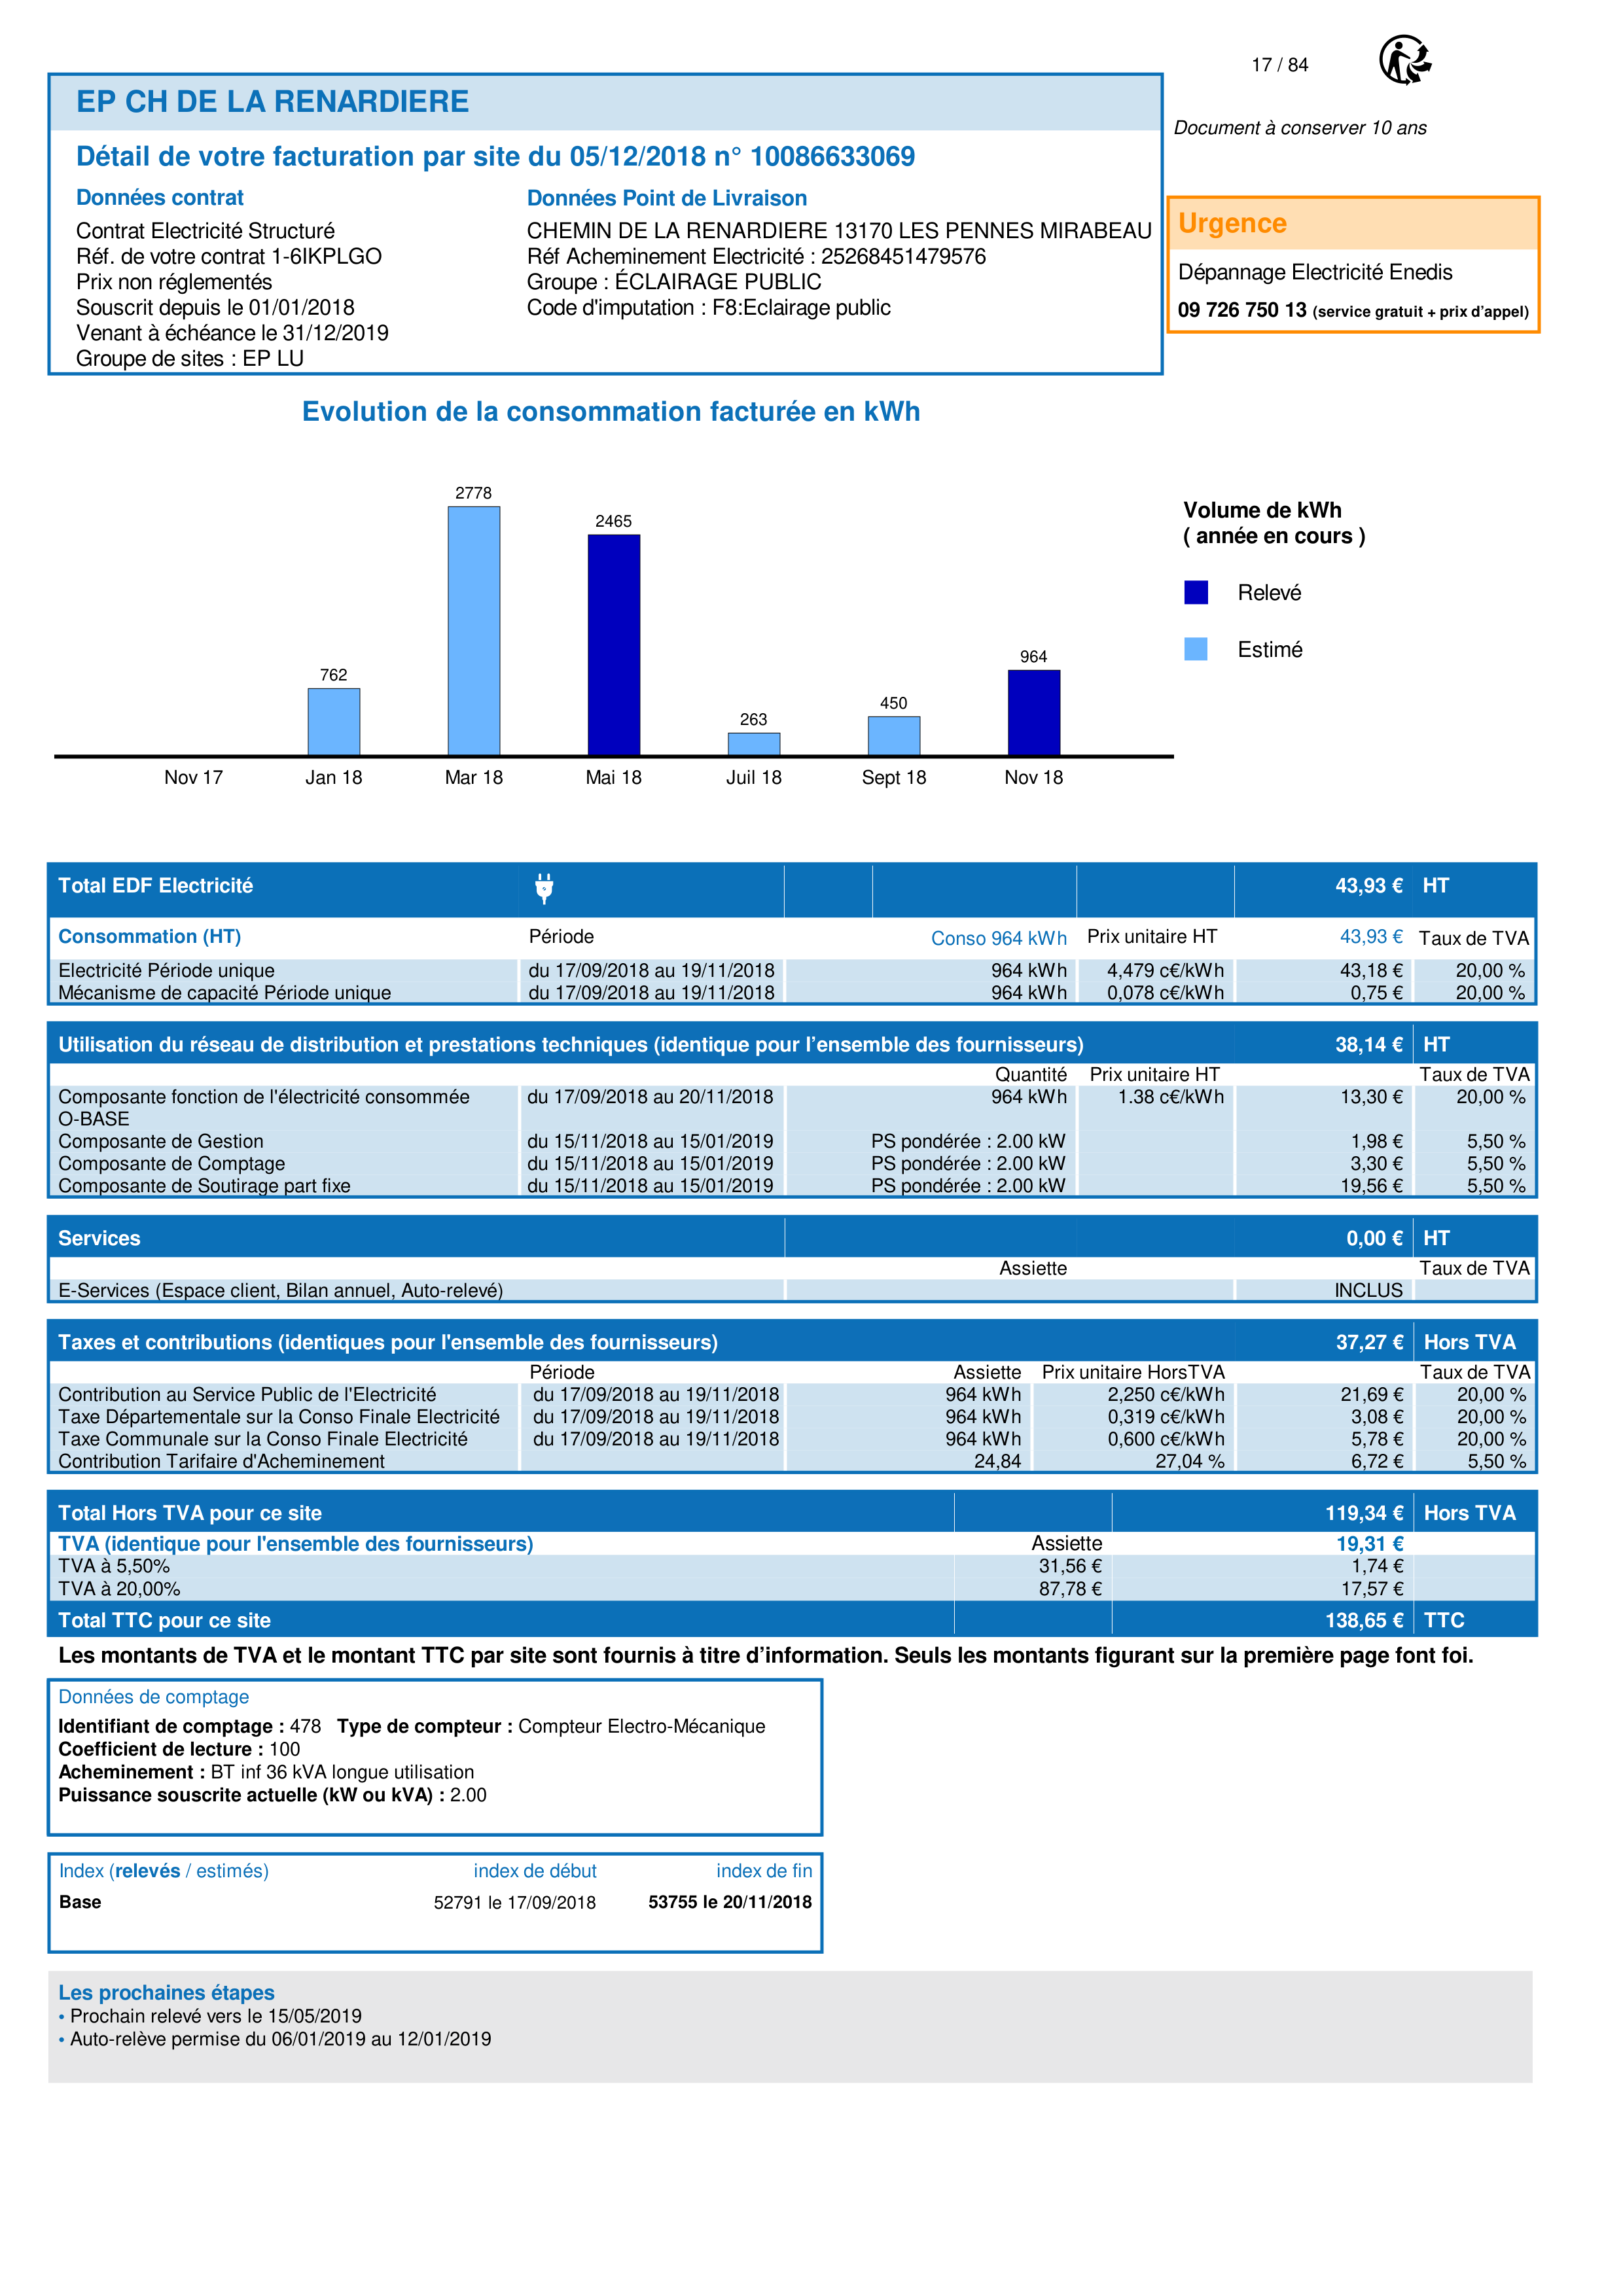 17 / 84
EP CH DE LA RENARDIERE
Document à conserver 10 ans
Détail de votre facturation par site du 05/12/2018 n° 10086633069
Données contrat
Contrat Electricité Structuré
Réf. de votre contrat 1-6IKPLGO
Prix non réglementés
Souscrit depuis le 01/01/2018
Venant à échéance le 31/12/2019
Groupe de sites : EP LU
Données Point de Livraison
CHEMIN DE LA RENARDIERE 13170 LES PENNES MIRABEAU
Réf Acheminement Electricité : 25268451479576
Groupe : ÉCLAIRAGE PUBLIC
Code d'imputation : F8:Eclairage public
Urgence
Dépannage Electricité Enedis
09 726 750 13 (service gratuit + prix d’appel)
Evolution de la consommation facturée en kWh
2778
2465
762
263
450
964
Nov 17 Jan 18 Mar 18 Mai 18 Juil 18 Sept 18 Nov 18
Volume de kWh
( année en cours )
Relevé
Estimé
Total EDF Electricité 43,93 € HT
Consommation (HT) Période Conso 964 kWh Prix unitaire HT 43,93 € Taux de TVA
Electricité Période unique du 17/09/2018 au 19/11/2018 964 kWh 4,479 c€/kWh 43,18 € 20,00 %
Mécanisme de capacité Période unique du 17/09/2018 au 19/11/2018 964 kWh 0,078 c€/kWh 0,75 € 20,00 %
Utilisation du réseau de distribution et prestations techniques (identique pour l’ensemble des fournisseurs) 38,14 € HT
Quantité Prix unitaire HT Taux de TVA
Composante fonction de l'électricité consommée du 17/09/2018 au 20/11/2018 964 kWh 1.38 c€/kWh 13,30 € 20,00 %
O-BASE
Composante de Gestion du 15/11/2018 au 15/01/2019 PS pondérée : 2.00 kW 1,98 € 5,50 %
Composante de Comptage du 15/11/2018 au 15/01/2019 PS pondérée : 2.00 kW 3,30 € 5,50 %
Composante de Soutirage part fixe du 15/11/2018 au 15/01/2019 PS pondérée : 2.00 kW 19,56 € 5,50 %
Services 0,00 € HT
Assiette Taux de TVA
E-Services (Espace client, Bilan annuel, Auto-relevé) INCLUS
Taxes et contributions (identiques pour l'ensemble des fournisseurs) 37,27 € Hors TVA
Période Assiette Prix unitaire HorsTVA Taux de TVA
Contribution au Service Public de l'Electricité du 17/09/2018 au 19/11/2018 964 kWh 2,250 c€/kWh 21,69 € 20,00 %
Taxe Départementale sur la Conso Finale Electricité du 17/09/2018 au 19/11/2018 964 kWh 0,319 c€/kWh 3,08 € 20,00 %
Taxe Communale sur la Conso Finale Electricité du 17/09/2018 au 19/11/2018 964 kWh 0,600 c€/kWh 5,78 € 20,00 %
Contribution Tarifaire d'Acheminement 24,84 27,04 % 6,72 € 5,50 %
Total Hors TVA pour ce site 119,34 € Hors TVA
TVA (identique pour l'ensemble des fournisseurs) Assiette 19,31 €
TVA à 5,50% 31,56 € 1,74 €
TVA à 20,00% 87,78 € 17,57 €
Total TTC pour ce site 138,65 € TTC
Les montants de TVA et le montant TTC par site sont fournis à titre d’information. Seuls les montants figurant sur la première page font foi.
Données de comptage
Identifiant de comptage : 478 Type de compteur : Compteur Electro-Mécanique
Coefficient de lecture : 100
Acheminement : BT inf 36 kVA longue utilisation
Puissance souscrite actuelle (kW ou kVA) : 2.00
Index (relevés / estimés) index de début index de fin
Base 52791 le 17/09/2018 53755 le 20/11/2018
Les prochaines étapes
• Prochain relevé vers le 15/05/2019
• Auto-relève permise du 06/01/2019 au 12/01/2019